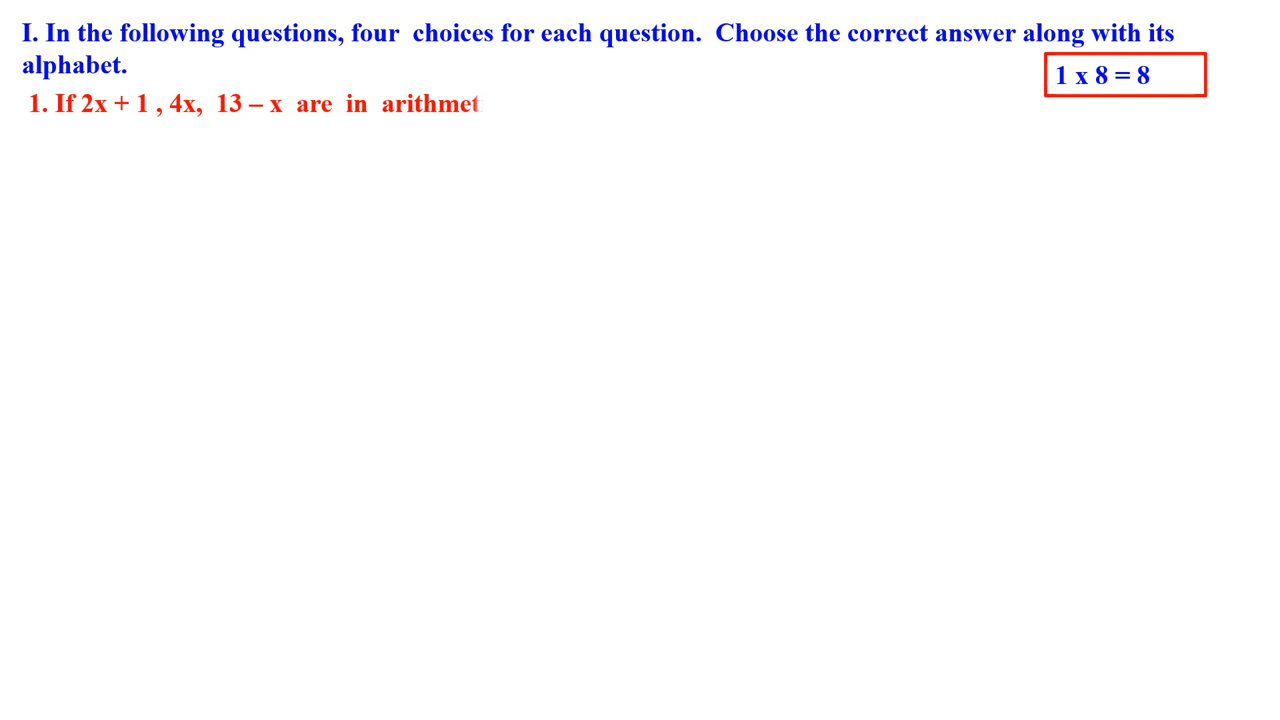 I. In the following questions, four choices for each question. Choose the correct answer along with its
alphabet.
1 x 8 = 8
1. If 2x + 1 , 4x, 13 – x are in arithmet